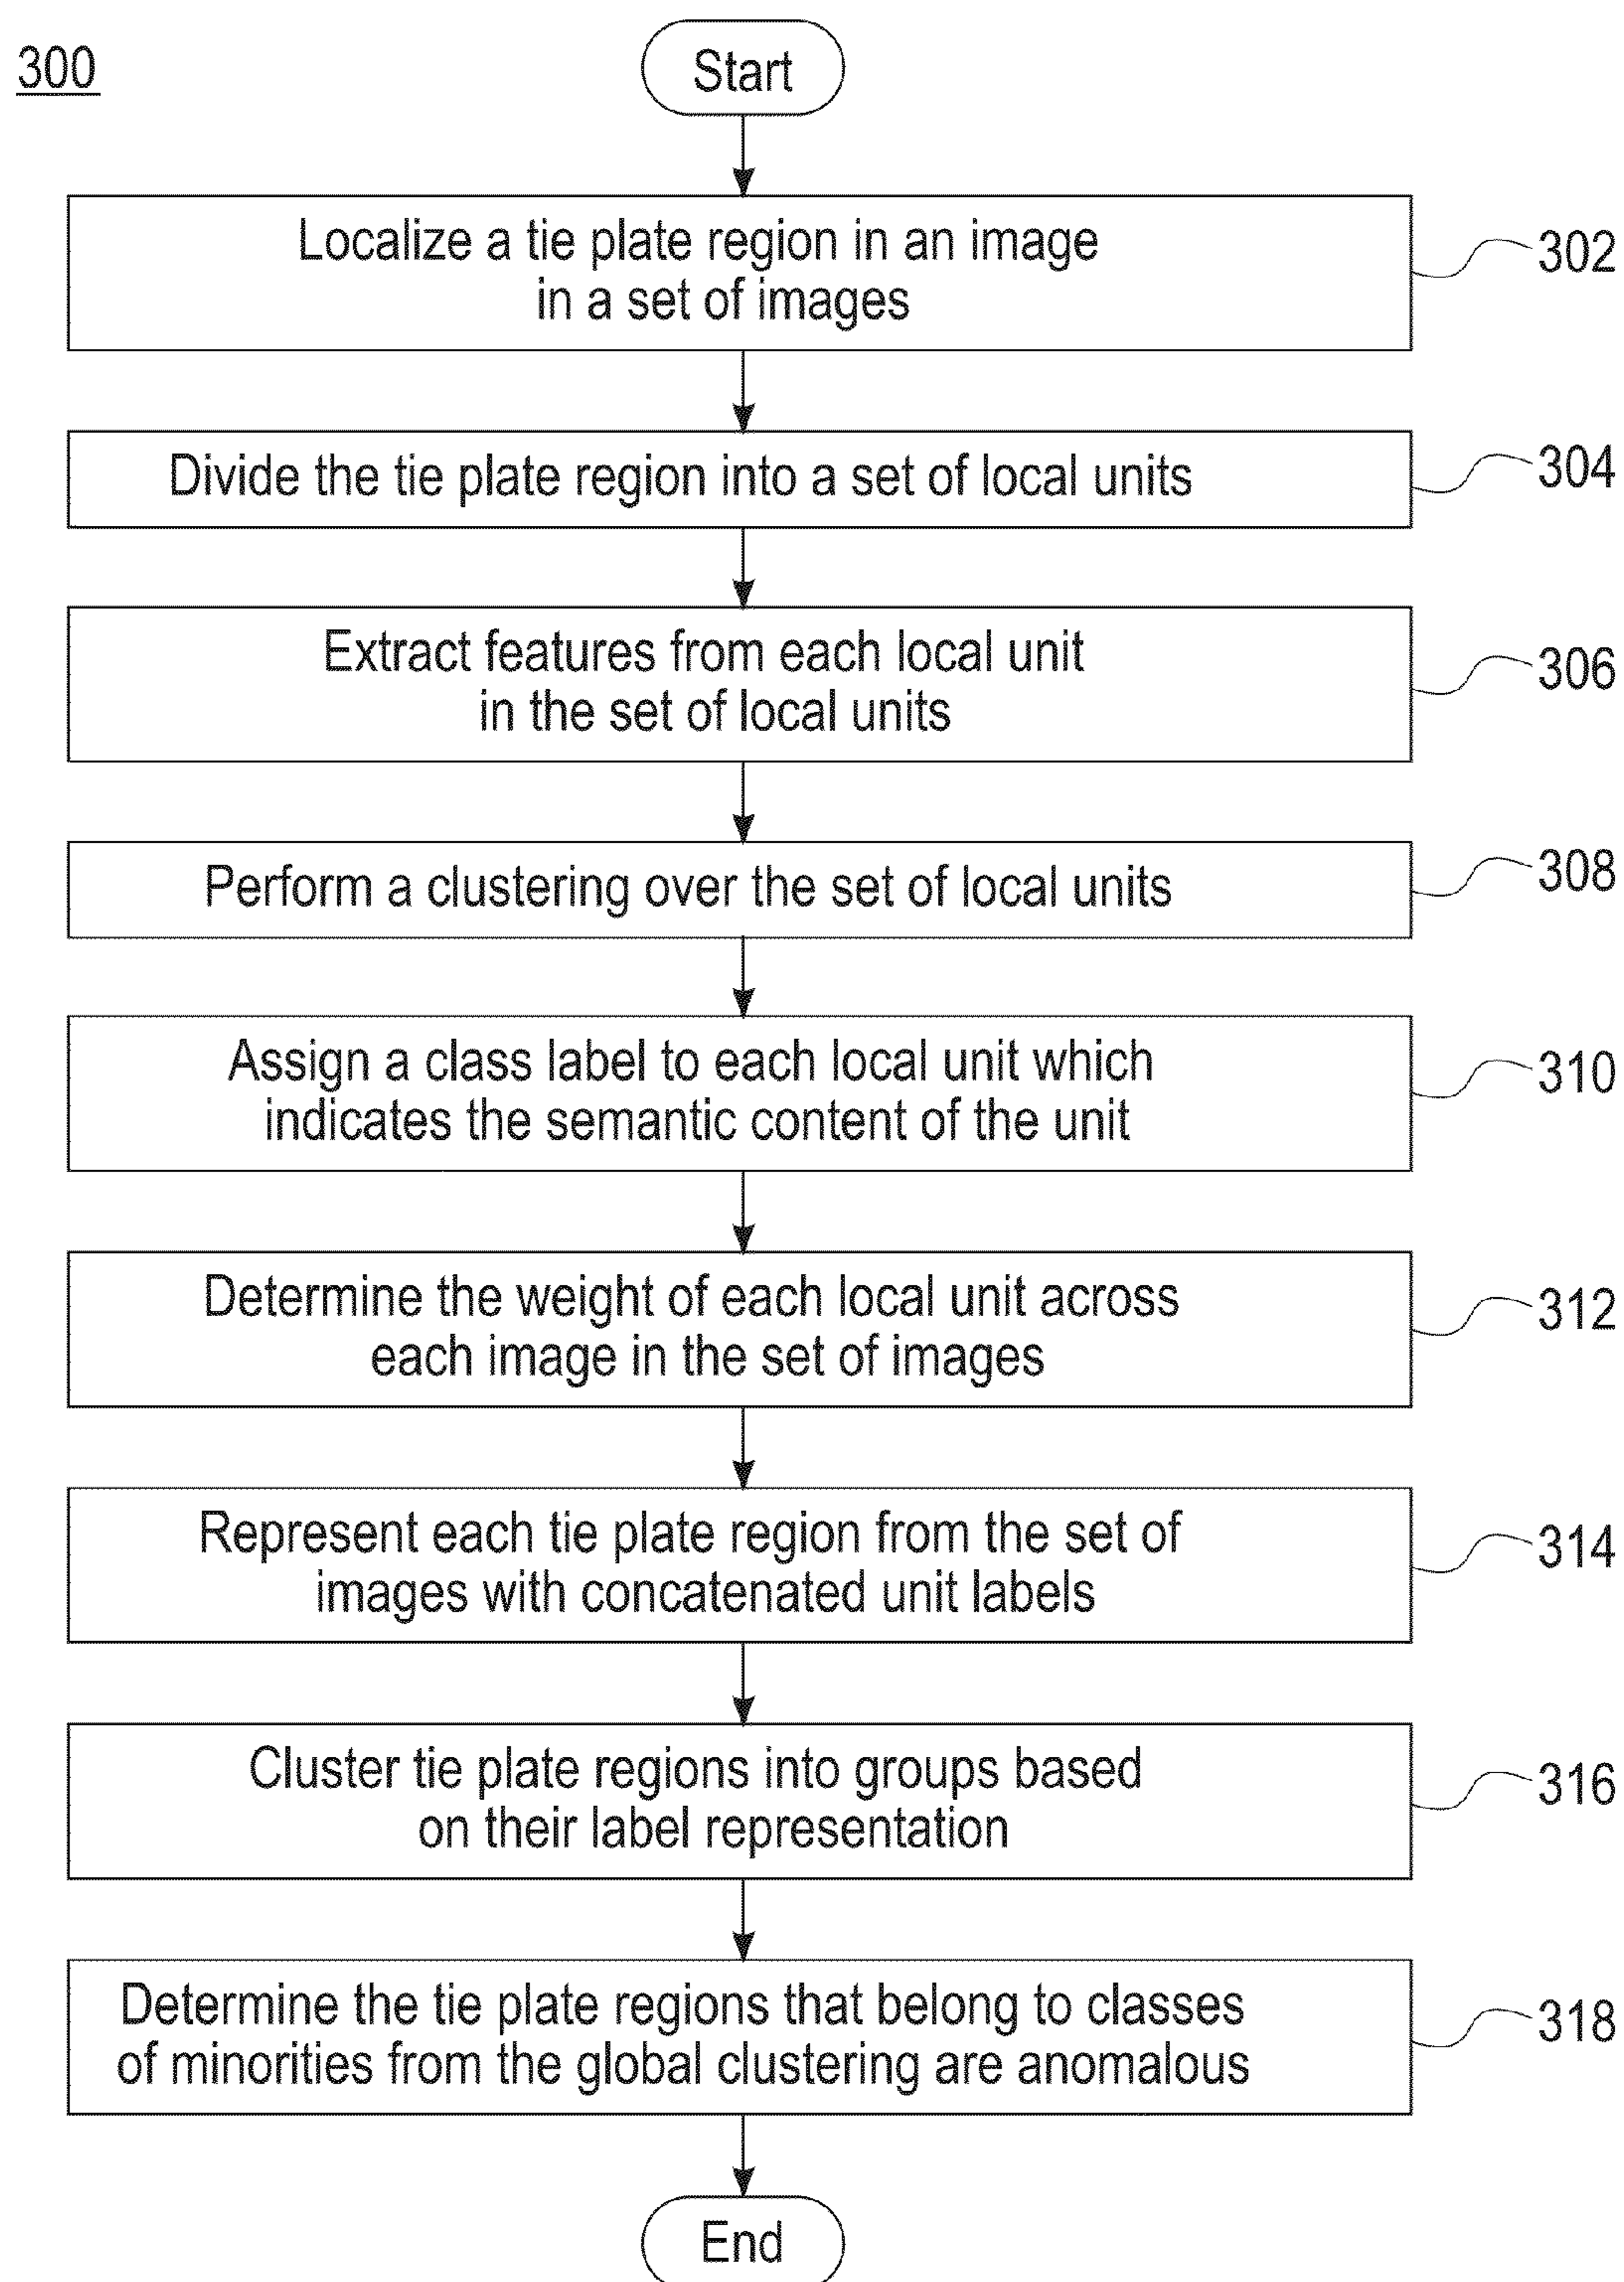 300
Start
Localize a tie plate region in an image
in a set of images
302
Divide the tie plate region into a set of local units
304
Extract features from each local unit
in the set of local units
306
Perform a clustering over the set of local units
308
Assign a class label to each local unit which
indicates the semantic content of the unit
310
Determine the weight of each local unit across
each image in the set of images
312
Represent each tie plate region from the set of
images with concatenated unit labels
314
Cluster tie plate regions into groups based
on their label representation
316
Determine the tie plate regions that belong to classes
of minorities from the global clustering are anomalous
318
End